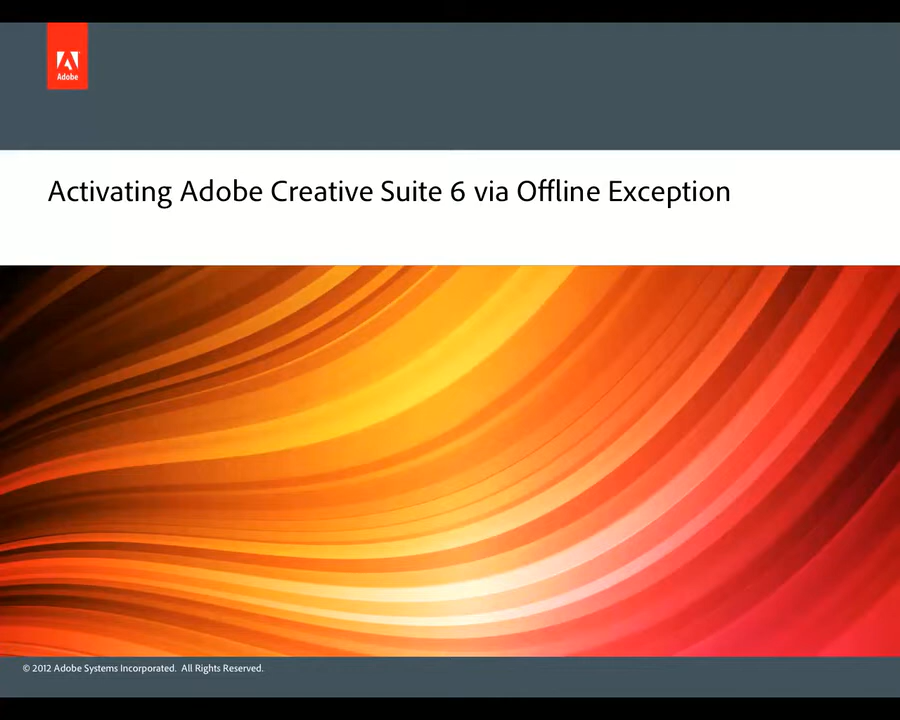 Adobe
Activating Adobe Creative Suite 6 via Offline Exception
© 2012 Adobe Systems Incorporated. All Rights Reserved.